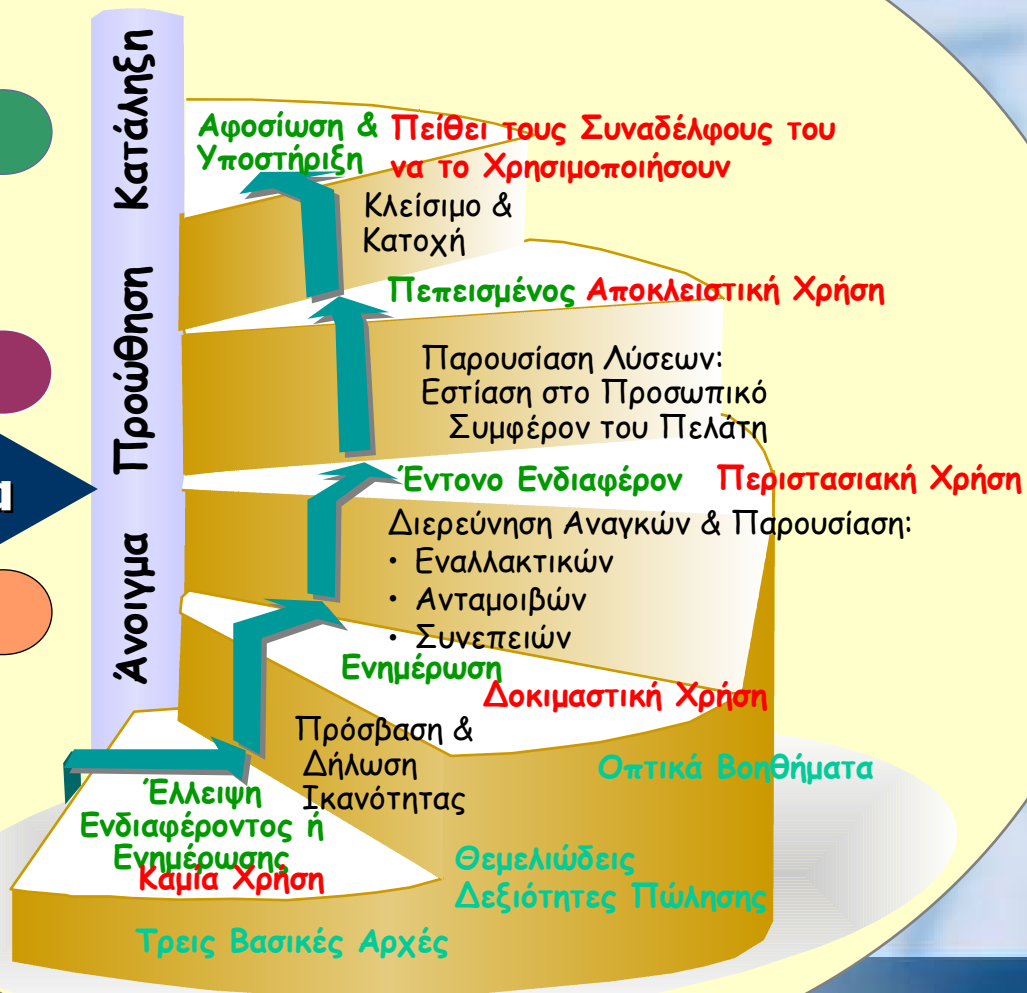 Κατάληξη
Προώθηση
Άνοιγμα
Αφοσίωση &
Υποστήριξη
Πείθει τους Συναδέλφους του
να το Χρησιμοποιήσουν
Κλείσιμο &
Κατοχή
Πεπεισμένος Αποκλειστική Χρήση
Παρουσίαση Λύσεων:
Εστίαση στο Προσωπικό
Συμφέρον του Πελάτη
Έντονο Ενδιαφέρον Περιστασιακή Χρήση
Διερεύνηση Αναγκών & Παρουσίαση:
• Εναλλακτικών
• Ανταμοιβών
• Συνεπειών
Ενημέρωση
Δοκιμαστική Χρήση
Πρόσβαση &
Δήλωση
Ικανότητας
Οπτικά Βοηθήματα
Έλλειψη
Ενδιαφέροντος ή
Ενημέρωσης
Καμία Χρήση
Θεμελιώδεις
Δεξιότητες Πώλησης
Τρεις Βασικές Αρχές